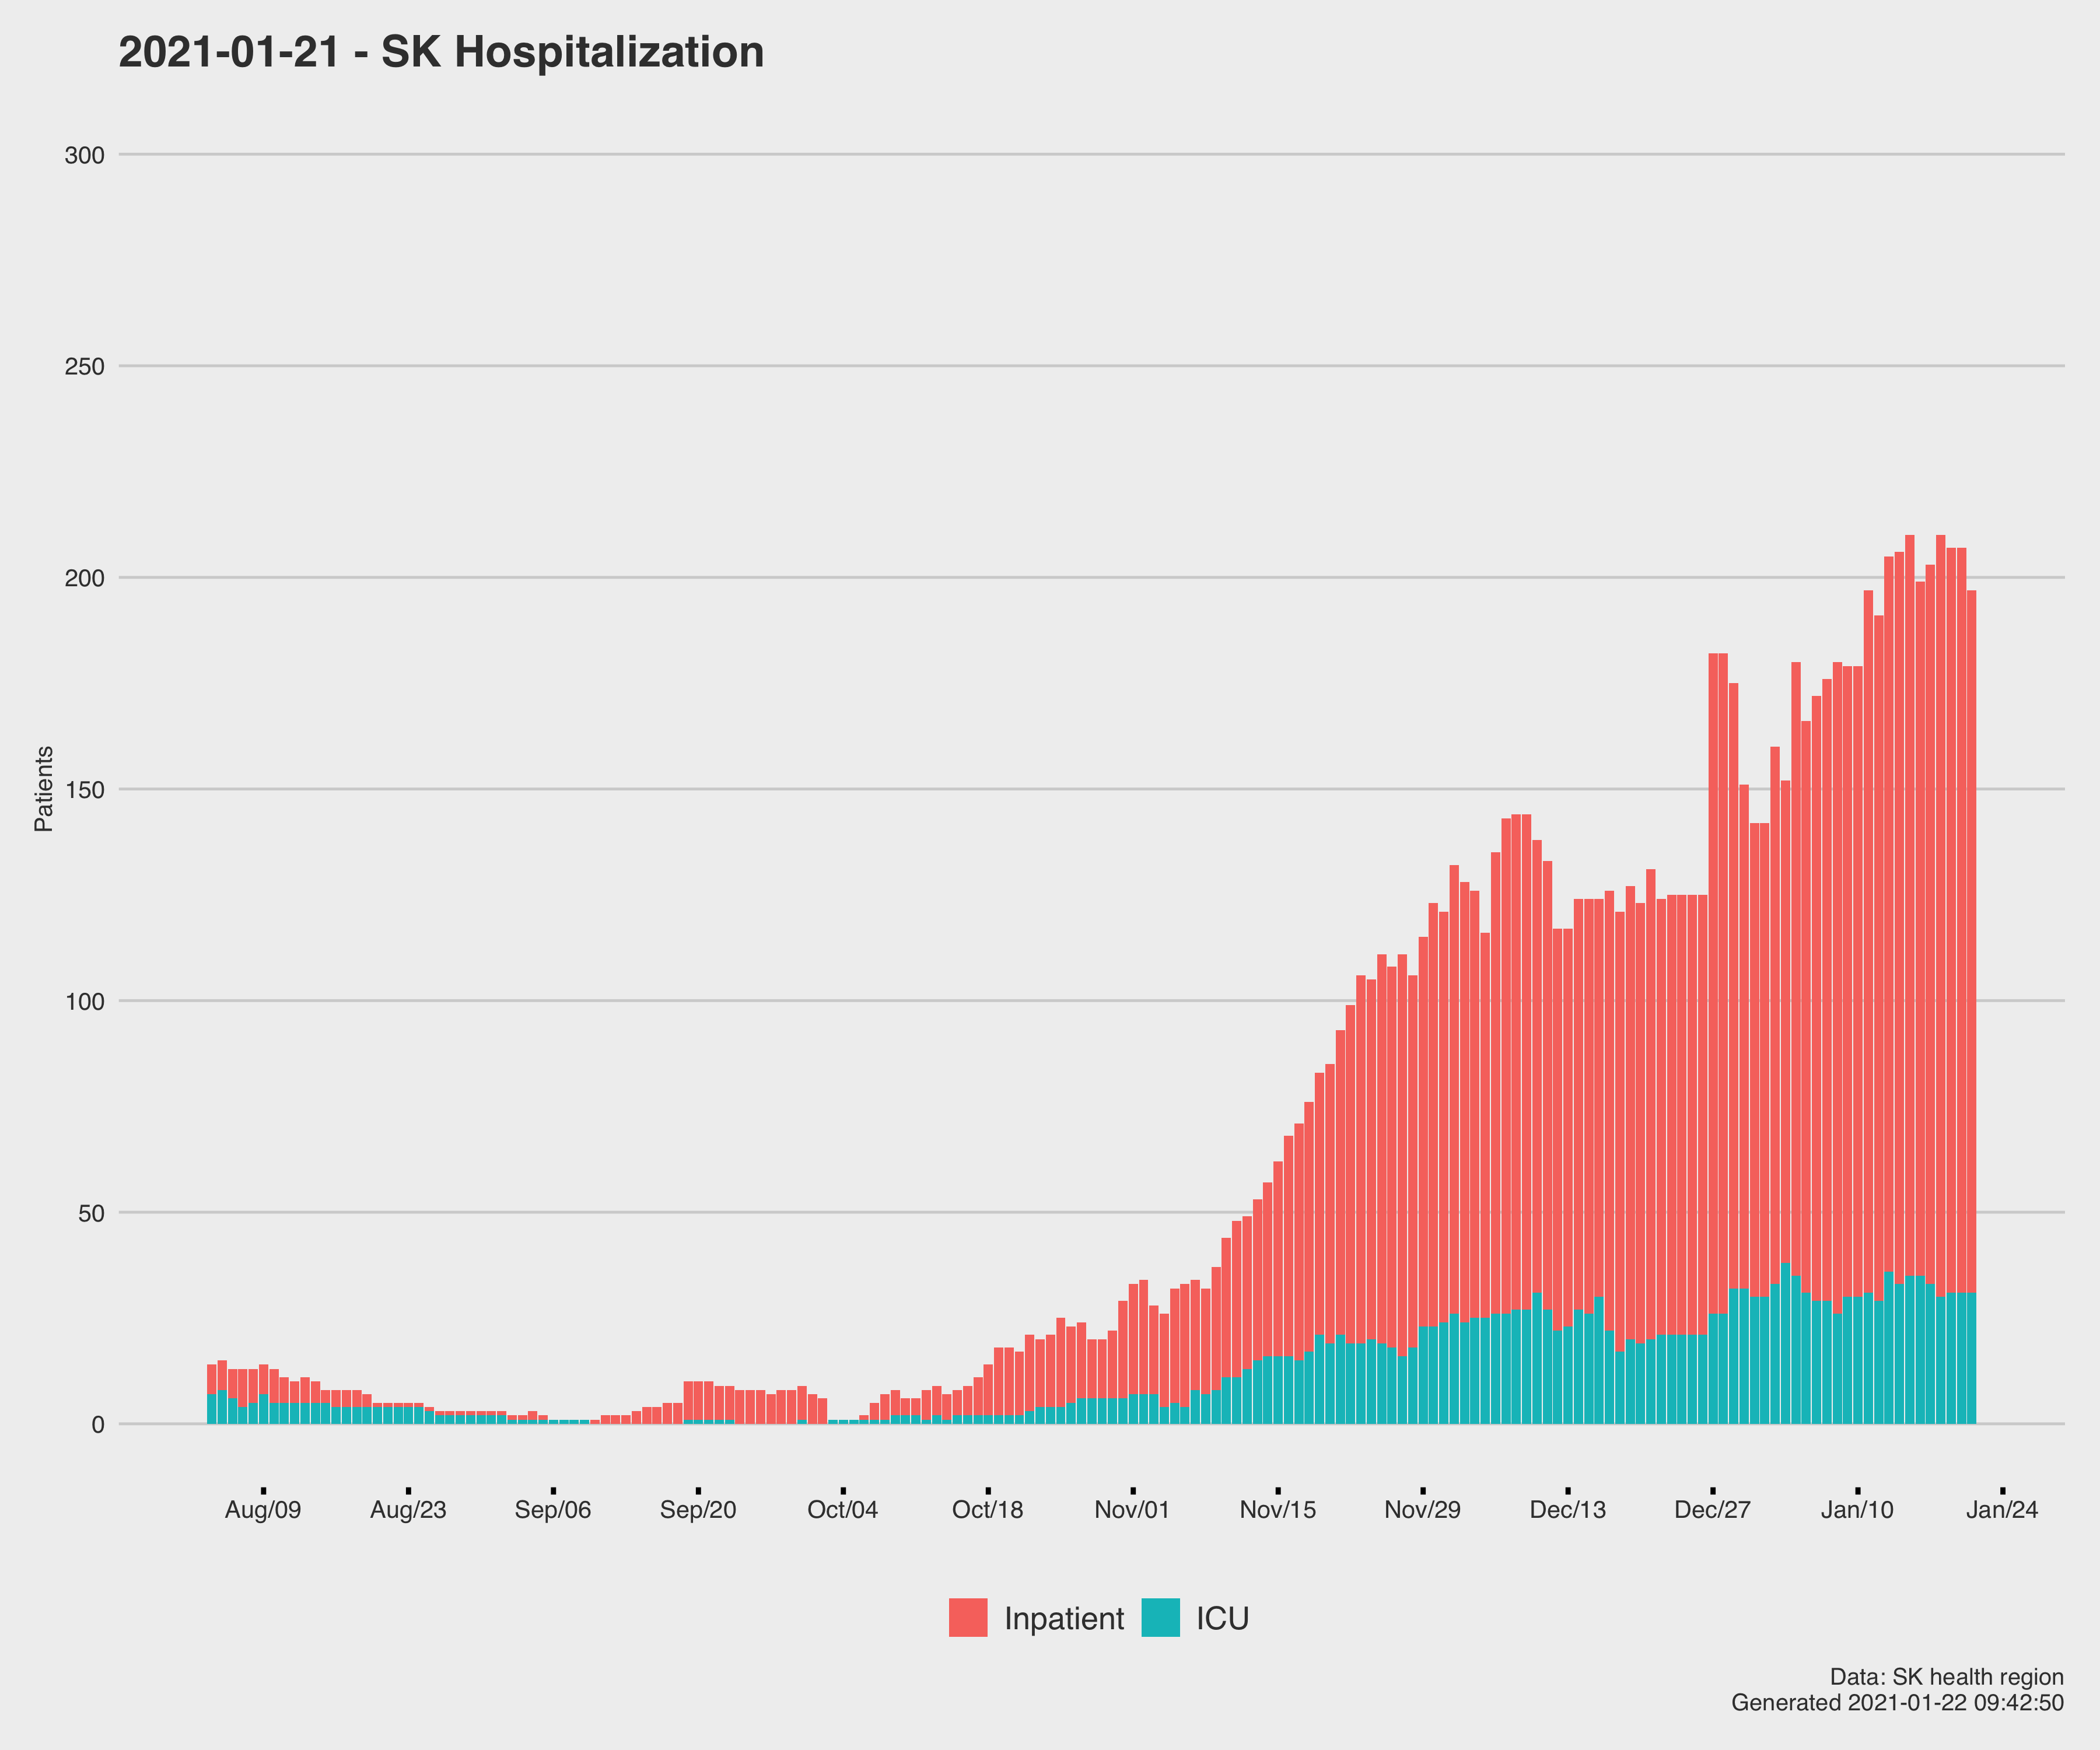 2021-01-21 - SK Hospitalization
300
250
200
150
100
50
0
Patients
Aug/09 Aug/23 Sep/06 Sep/20 Oct/04 Oct/18 Nov/01 Nov/15 Nov/29 Dec/13 Dec/27 Jan/10 Jan/24
Inpatient ICU
Data: SK health region
Generated 2021-01-22 09:42:50